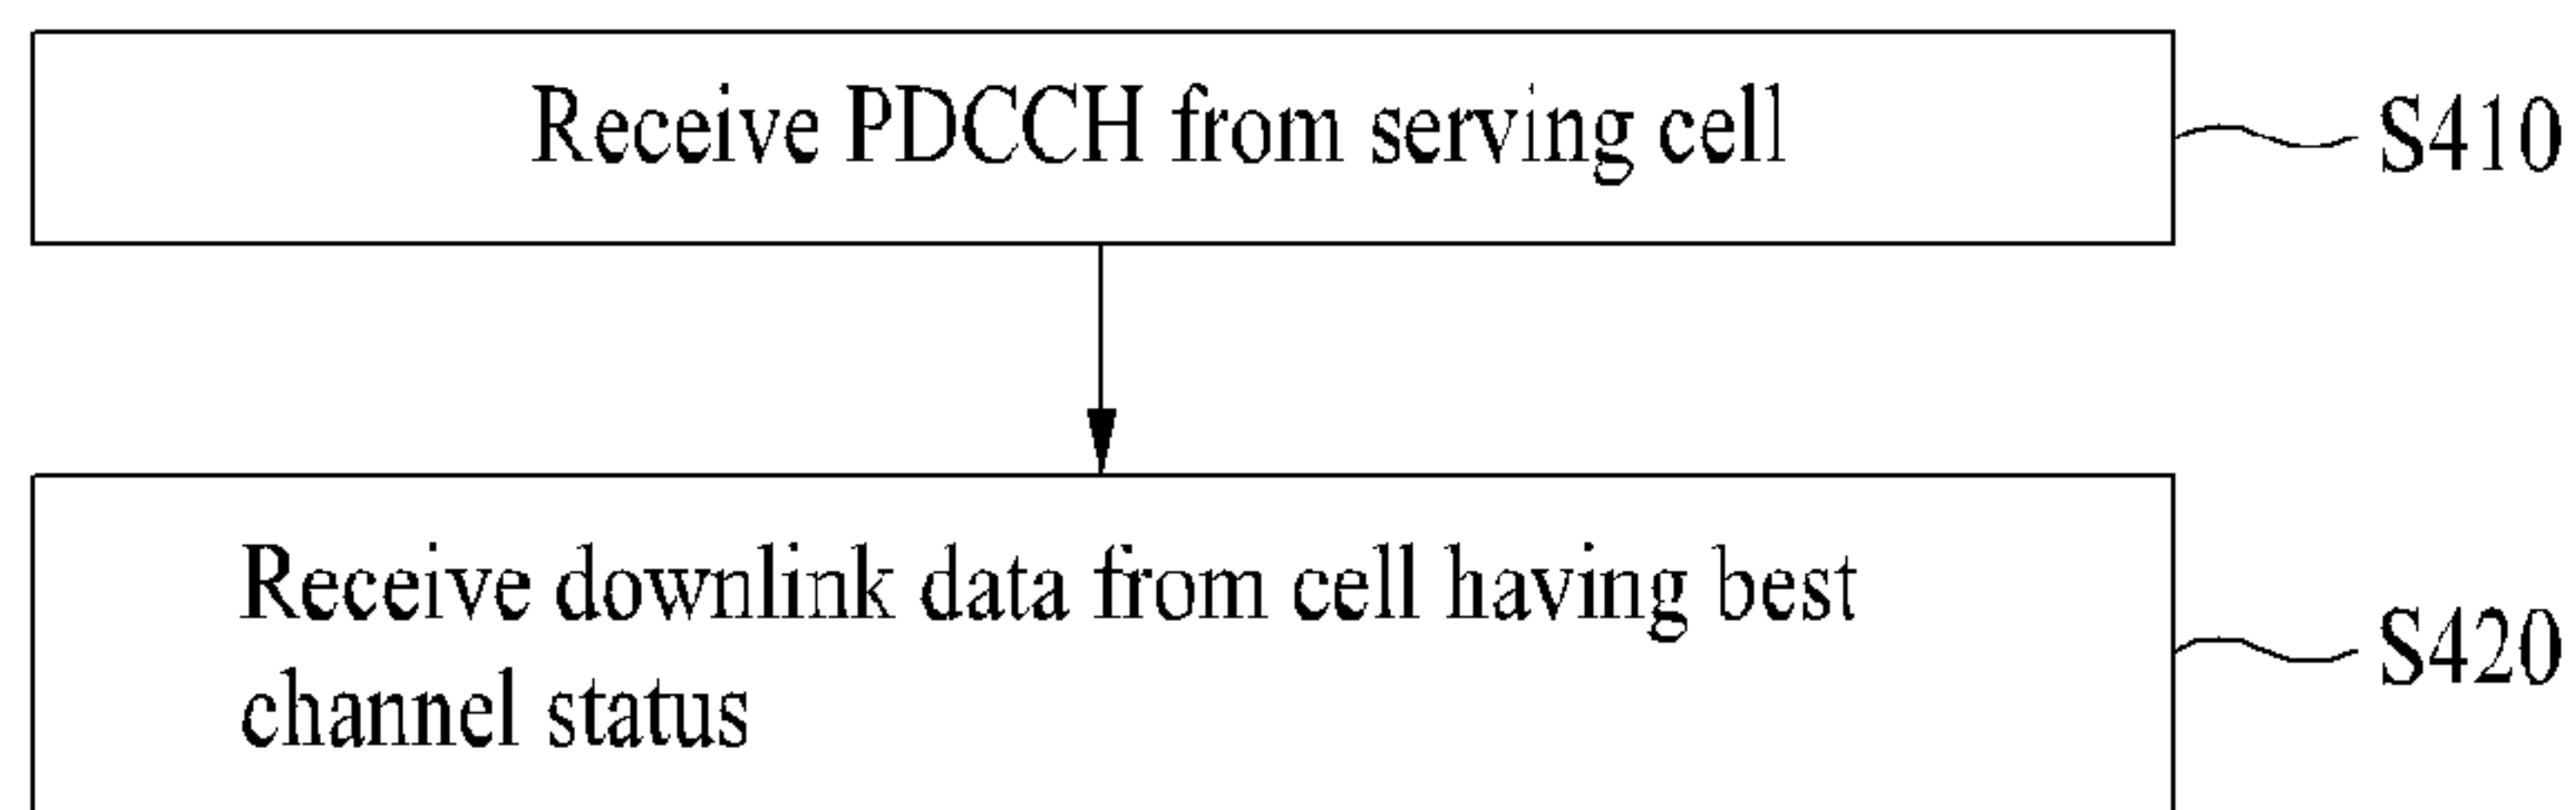 Receive PDCCH from serving cell
S410
Receive downlink data from cell having best
channel status
S420